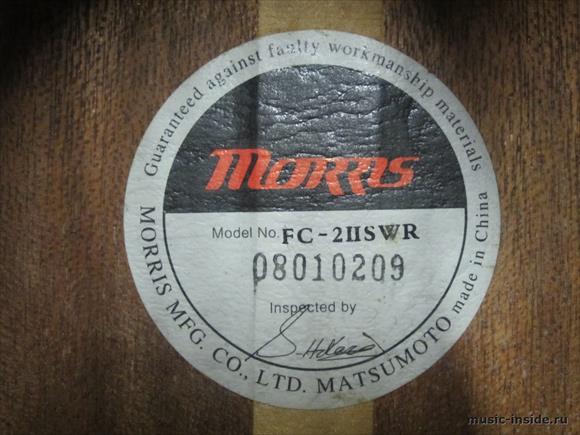 Guaranteed against faulty workmanship materials
MORRIS
Model No. FC-2IISWR
08010209
Inspected by
MORRIS MFG. CO., LTD. MATSUMOTO made in China
music-inside.ru